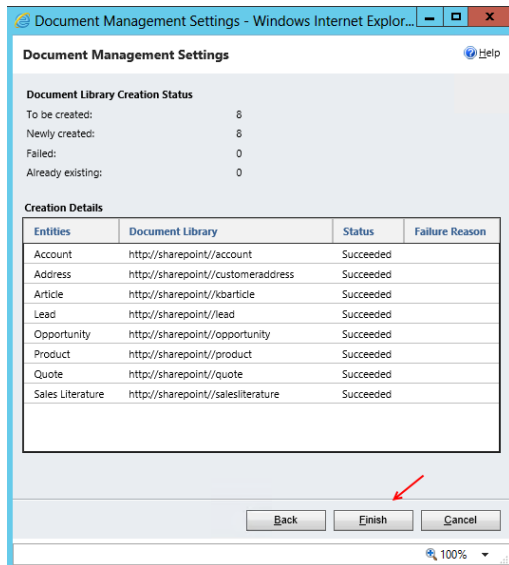 Document Management Settings - Windows Internet Explor...
Document Management Settings
Help
Document Library Creation Status
To be created: 8
Newly created: 8
Failed: 0
Already existing: 0
Creation Details
Entities Document Library Status Failure Reason
Account http://sharepoint//account Succeeded
Address http://sharepoint//customeraddress Succeeded
Article http://sharepoint//kbarticle Succeeded
Lead http://sharepoint//lead Succeeded
Opportunity http://sharepoint//opportunity Succeeded
Product http://sharepoint//product Succeeded
Quote http://sharepoint//quote Succeeded
Sales Literature http://sharepoint//salesliterature Succeeded
Back Finish Cancel
100%